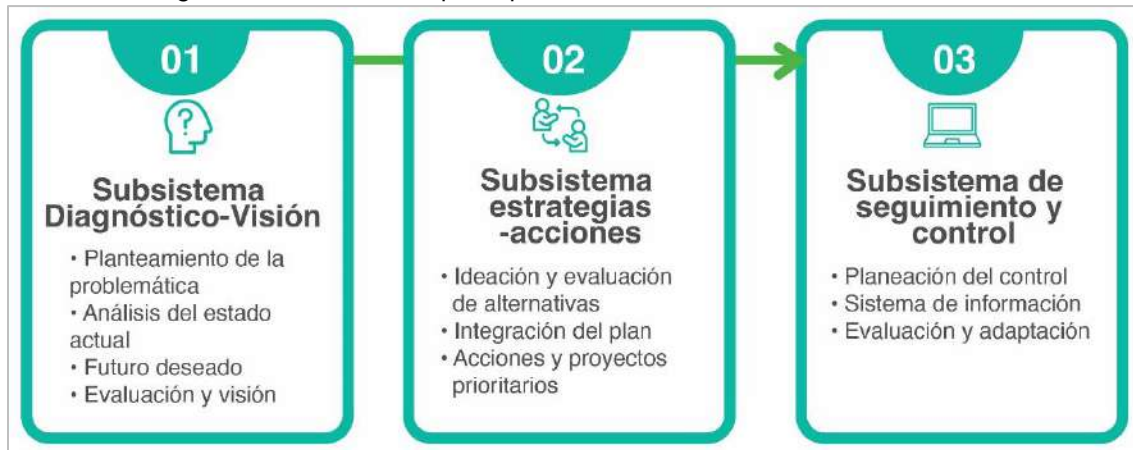 01
Subsistema
Diagnóstico-Visión
• Planteamiento de la
problemática
• Análisis del estado
actual
• Futuro deseado
• Evaluación y visión
02
Subsistema
estrategias
-acciones
• Ideación y evaluación
de alternativas
• Integración del plan
• Acciones y proyectos
prioritarios
03
Subsistema de
seguimiento y
control
• Planeación del control
• Sistema de información
• Evaluación y adaptación